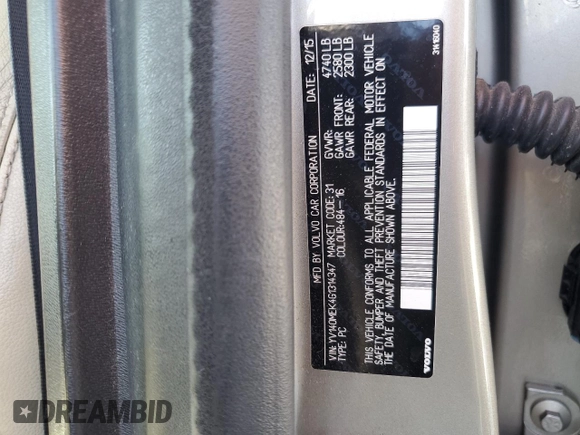 MFD BY VOLVO CAR CORPORATION DATE: 12/15
GVWR: 4740 LB
GAWR FRONT: 2580 LB
GAWR REAR: 2300 LB
VIN: YV140MEK4G1314347 MARKET CODE: 31
TYPE: PC COLOUR: 484-16
THIS VEHICLE CONFORMS TO ALL APPLICABLE FEDERAL MOTOR VEHICLE
SAFETY, BUMPER AND THEFT PREVENTION STANDARDS IN EFFECT ON
THE DATE OF MANUFACTURE SHOWN ABOVE.
VOLVO
31416040
DREAMBID